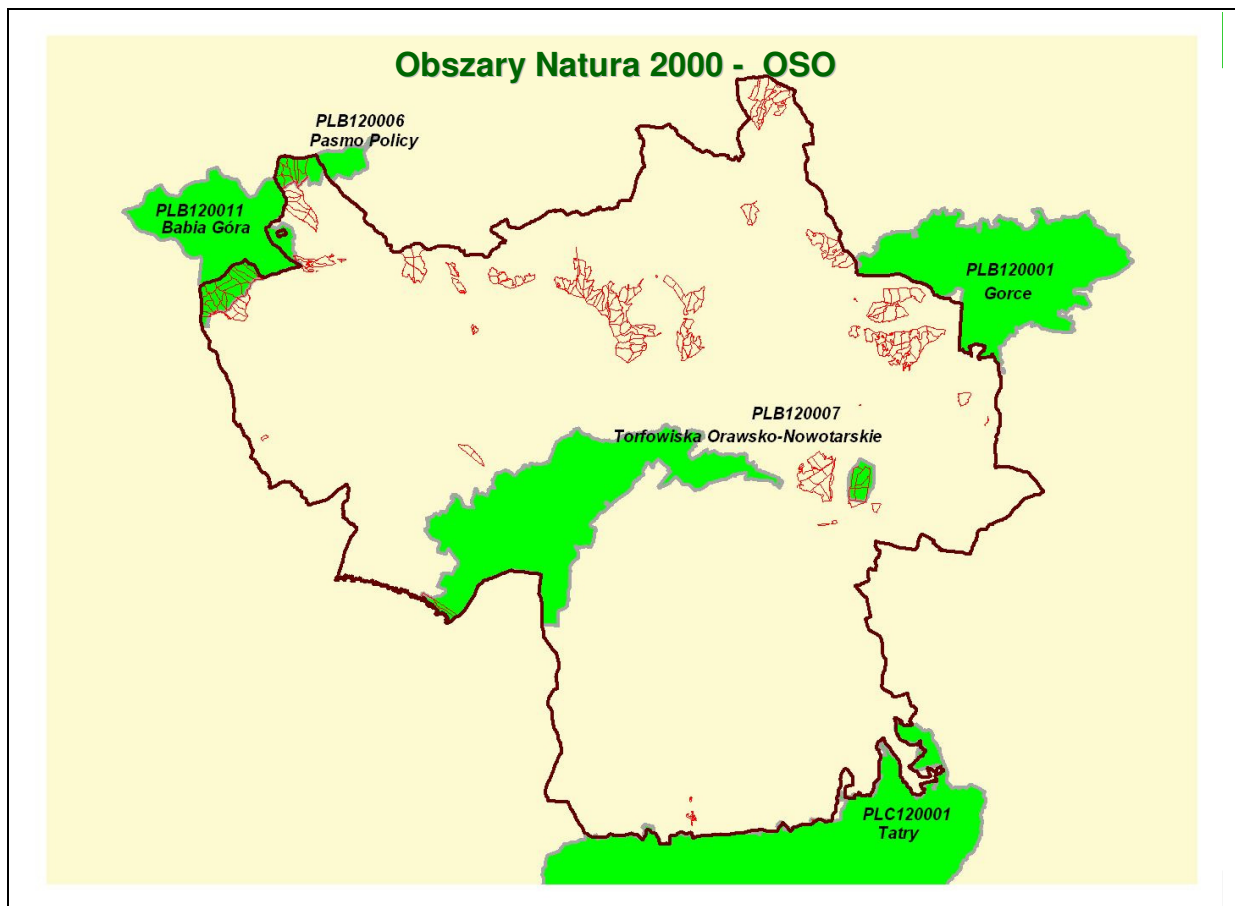 Obszary Natura 2000 - OSO
PLB120006
Pasmo Policy
PLB120011
Babia Góra
PLB120001
Gorce
PLB120007
Torfowiska Orawsko-Nowotarskie
PLC120001
Tatry